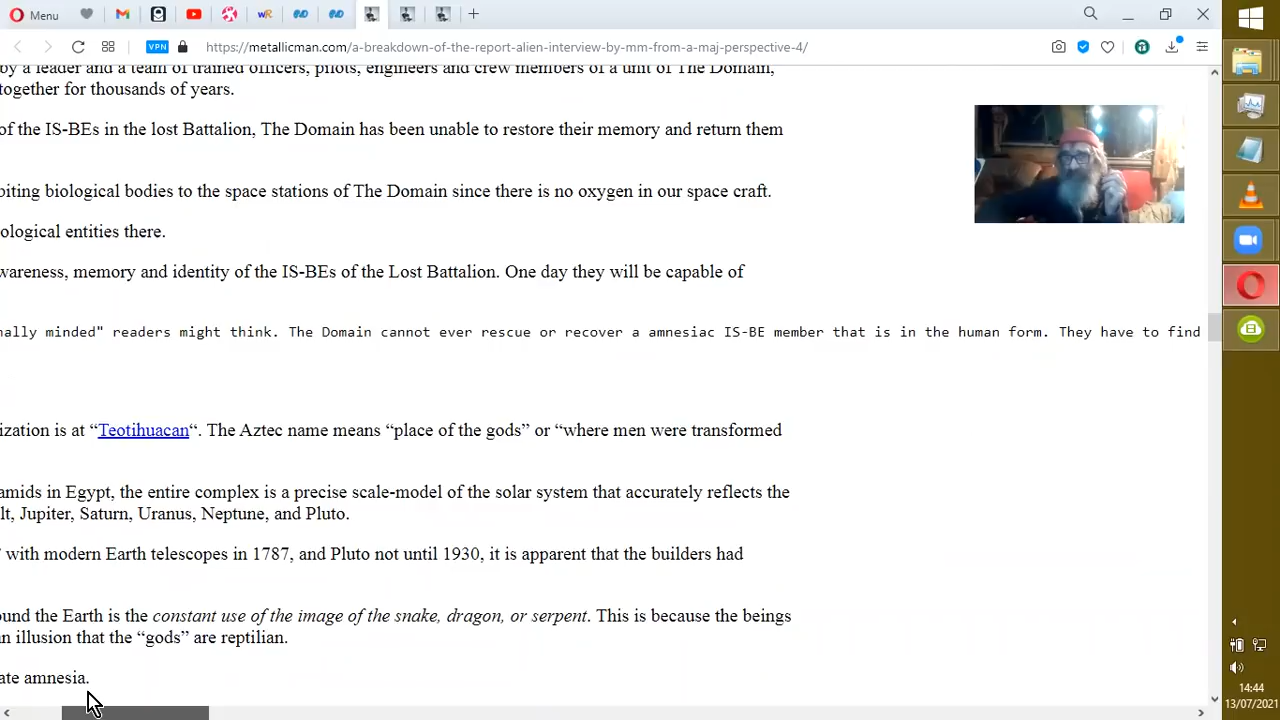 Menu
VPN
https://metallicman.com/a-breakdown-of-the-report-alien-interview-by-mm-from-a-maj-perspective-4/
by a leader and a team of trained officers, pilots, engineers and crew members of a unit of The Domain,
together for thousands of years.
of the IS-BEs in the lost Battalion, The Domain has been unable to restore their memory and return them
biting biological bodies to the space stations of The Domain since there is no oxygen in our space craft.
ological entities there.
wareness, memory and identity of the IS-BEs of the Lost Battalion. One day they will be capable of
nally minded" readers might think. The Domain cannot ever rescue or recover a amnesiac IS-BE member that is in the human form. They have to find
ization is at “Teotihuacan“. The Aztec name means “place of the gods” or “where men were transformed
amids in Egypt, the entire complex is a precise scale-model of the solar system that accurately reflects the
lt, Jupiter, Saturn, Uranus, Neptune, and Pluto.
” with modern Earth telescopes in 1787, and Pluto not until 1930, it is apparent that the builders had
ound the Earth is the constant use of the image of the snake, dragon, or serpent. This is because the beings
n illusion that the “gods” are reptilian.
ate amnesia.
14:44
13/07/2021